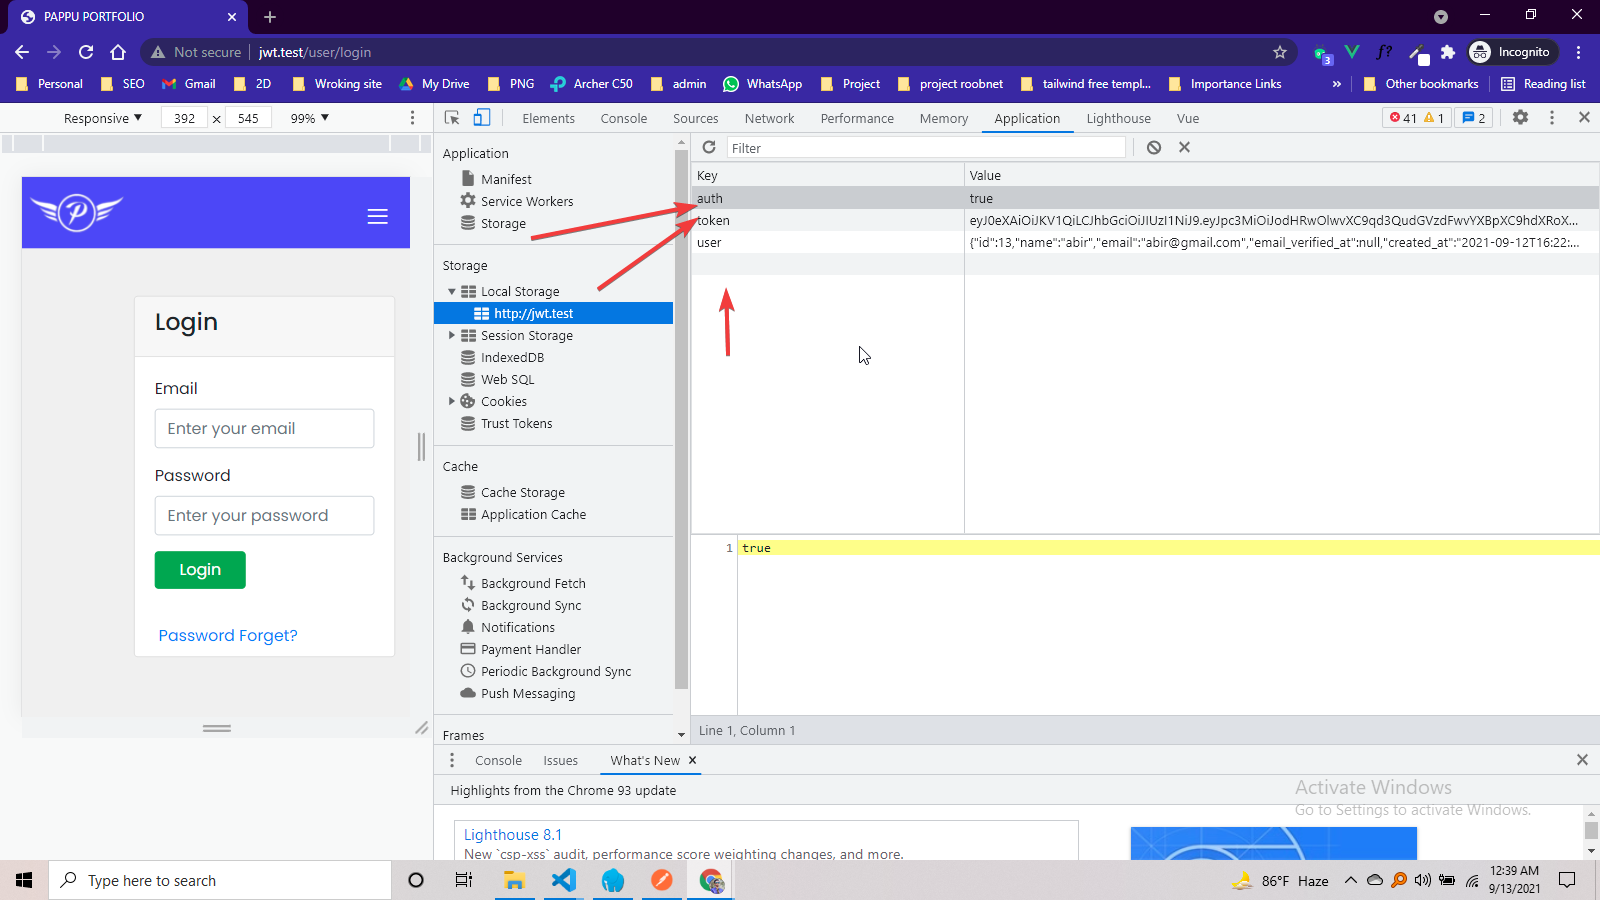 PAPPU PORTFOLIO
Not secure jwt.test/user/login
3
f?
Incognito
Personal SEO Gmail 2D Wroking site My Drive PNG Archer C50 admin WhatsApp Project project roobnet tailwind free templ... Importance Links » Other bookmarks Reading list
Responsive ▼ 392 x 545 99% ▼
Elements Console Sources Network Performance Memory Application Lighthouse Vue 41 1 2
P
Login
Email
Enter your email
Password
Enter your password
Login
Password Forget?
Application
Manifest
Service Workers
Storage
Storage
Local Storage
http://jwt.test
Session Storage
IndexedDB
Web SQL
Cookies
Trust Tokens
Cache
Cache Storage
Application Cache
Background Services
Background Fetch
Background Sync
Notifications
Payment Handler
Periodic Background Sync
Push Messaging
Frames
Filter
Key Value
auth true
token eyJ0eXAiOiJKV1QiLCJhbGciOiJIUzI1NiJ9.eyJpc3MiOiJodHRwOlwvXC9qd3QudGVzdFwvYXBpXC9hdXRoX...
user {"id":13,"name":"abir","email":"abir@gmail.com","email_verified_at":null,"created_at":"2021-09-12T16:22:...
1 true
Line 1, Column 1
Console Issues What's New
Highlights from the Chrome 93 update
Lighthouse 8.1
New `csp-xss` audit, performance score weighting changes, and more.
Activate Windows
Go to Settings to activate Windows.
Type here to search
86°F Haze
12:39 AM
9/13/2021